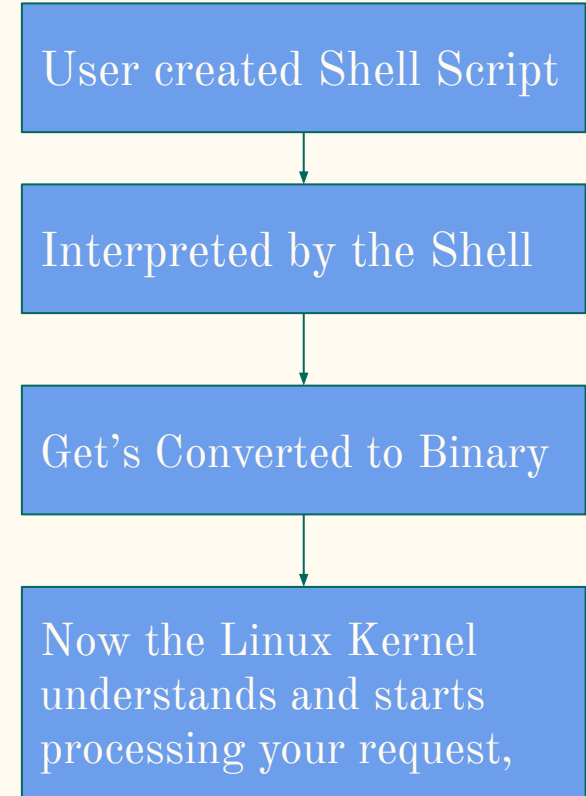 User created Shell Script
Interpreted by the Shell
Get’s Converted to Binary
Now the Linux Kernel
understands and starts
processing your request,